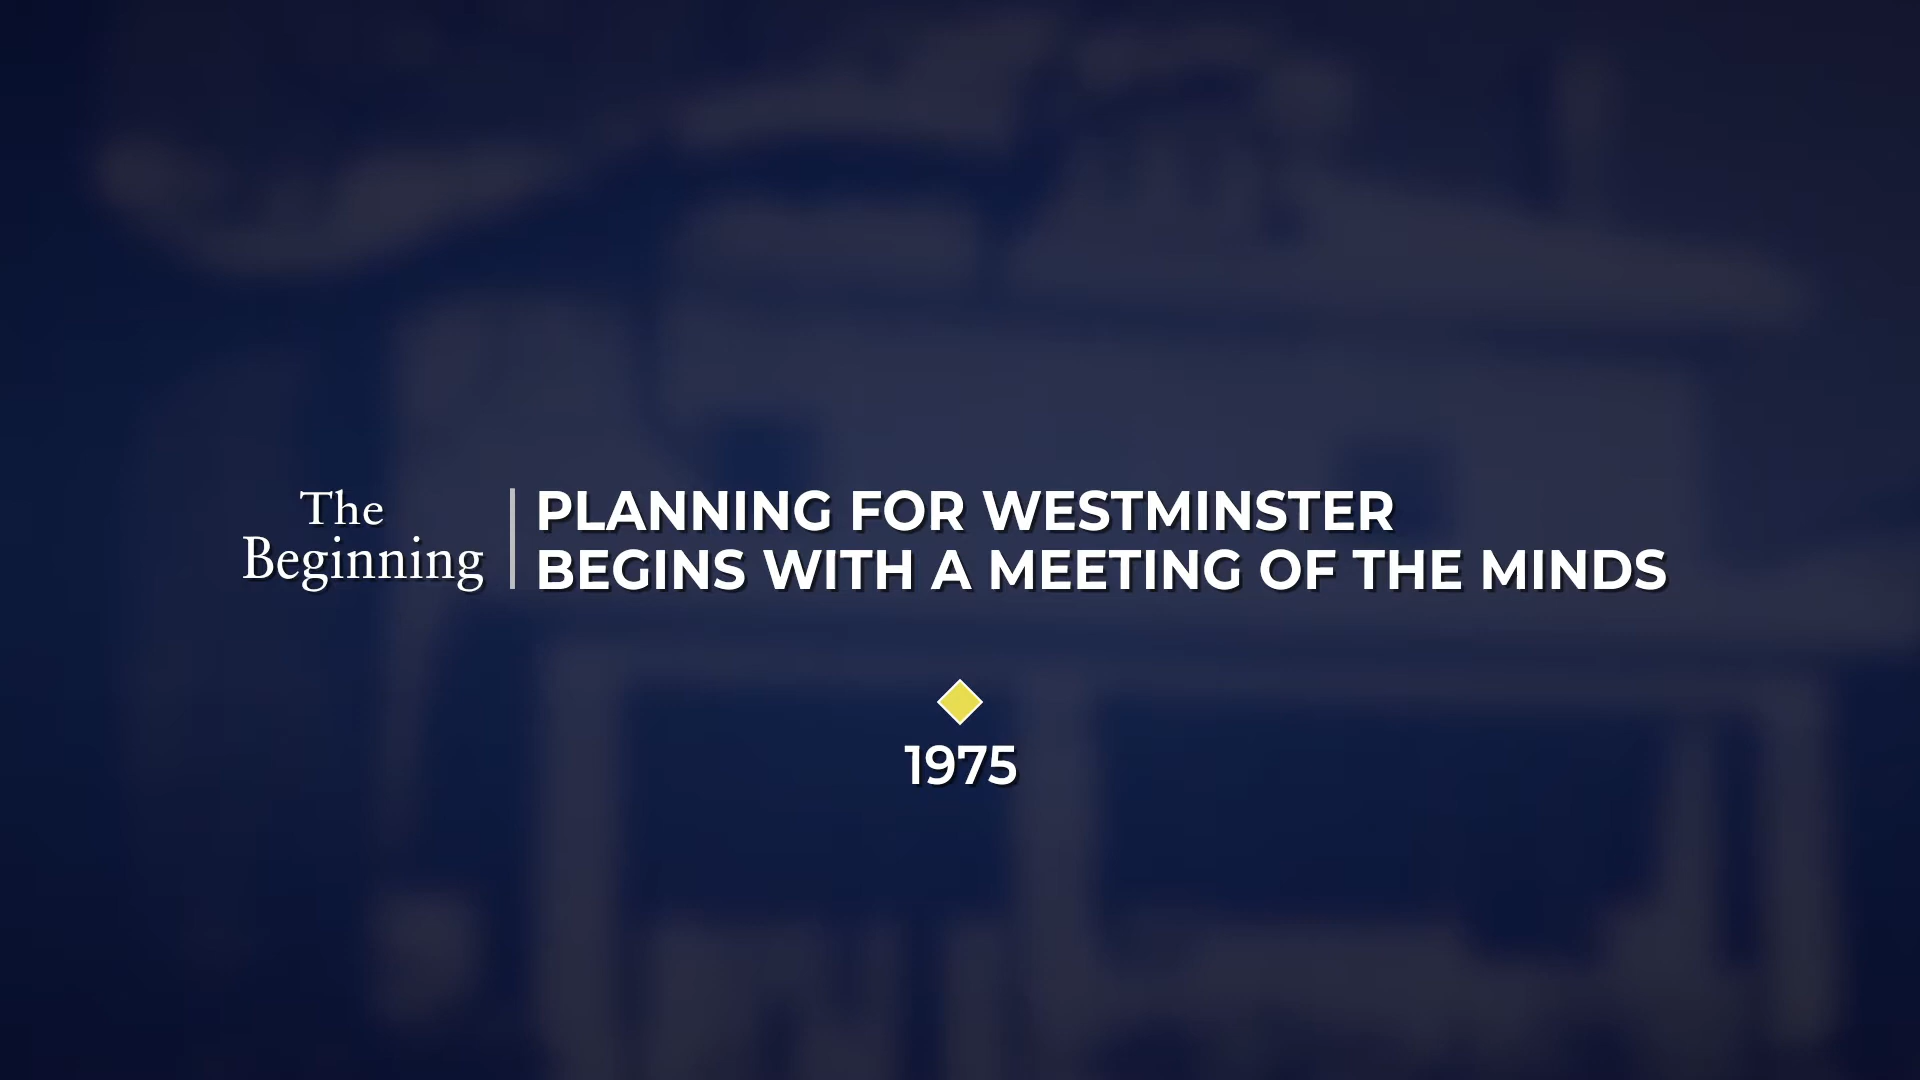 The
Beginning
PLANNING FOR WESTMINSTER
BEGINS WITH A MEETING OF THE MINDS
1975